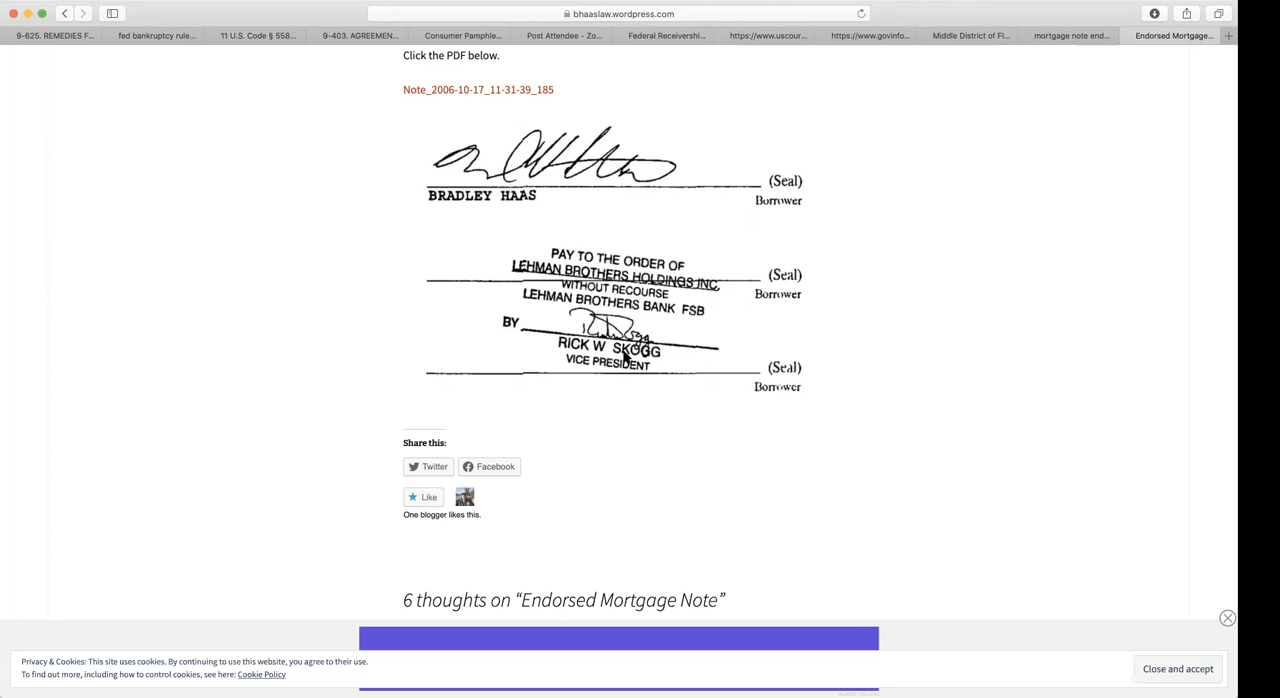 bhaaslaw.wordpress.com
9-625. REMEDIES F...
fed bankruptcy rule...
11 U.S. Code § 558...
9-403. AGREEMEN...
Consumer Pamphle...
Post Attendee - Zo...
Federal Receivershi...
https://www.uscour...
https://www.govinfo...
Middle District of Fl...
mortgage note end...
Endorsed Mortgage...
Click the PDF below.
Note_2006-10-17_11-31-39_185
(Seal)
BRADLEY HAAS
Borrower
PAY TO THE ORDER OF
LEHMAN BROTHERS HOLDINGS INC.
(Seal)
WITHOUT RECOURSE
Borrower
LEHMAN BROTHERS BANK FSB
BY
RICK W SKOGG
VICE PRESIDENT
(Seal)
Borrower
Share this:
Twitter
Facebook
Like
One blogger likes this.
6 thoughts on “Endorsed Mortgage Note”
Privacy & Cookies: This site uses cookies. By continuing to use this website, you agree to their use.
To find out more, including how to control cookies, see here: Cookie Policy
Close and accept